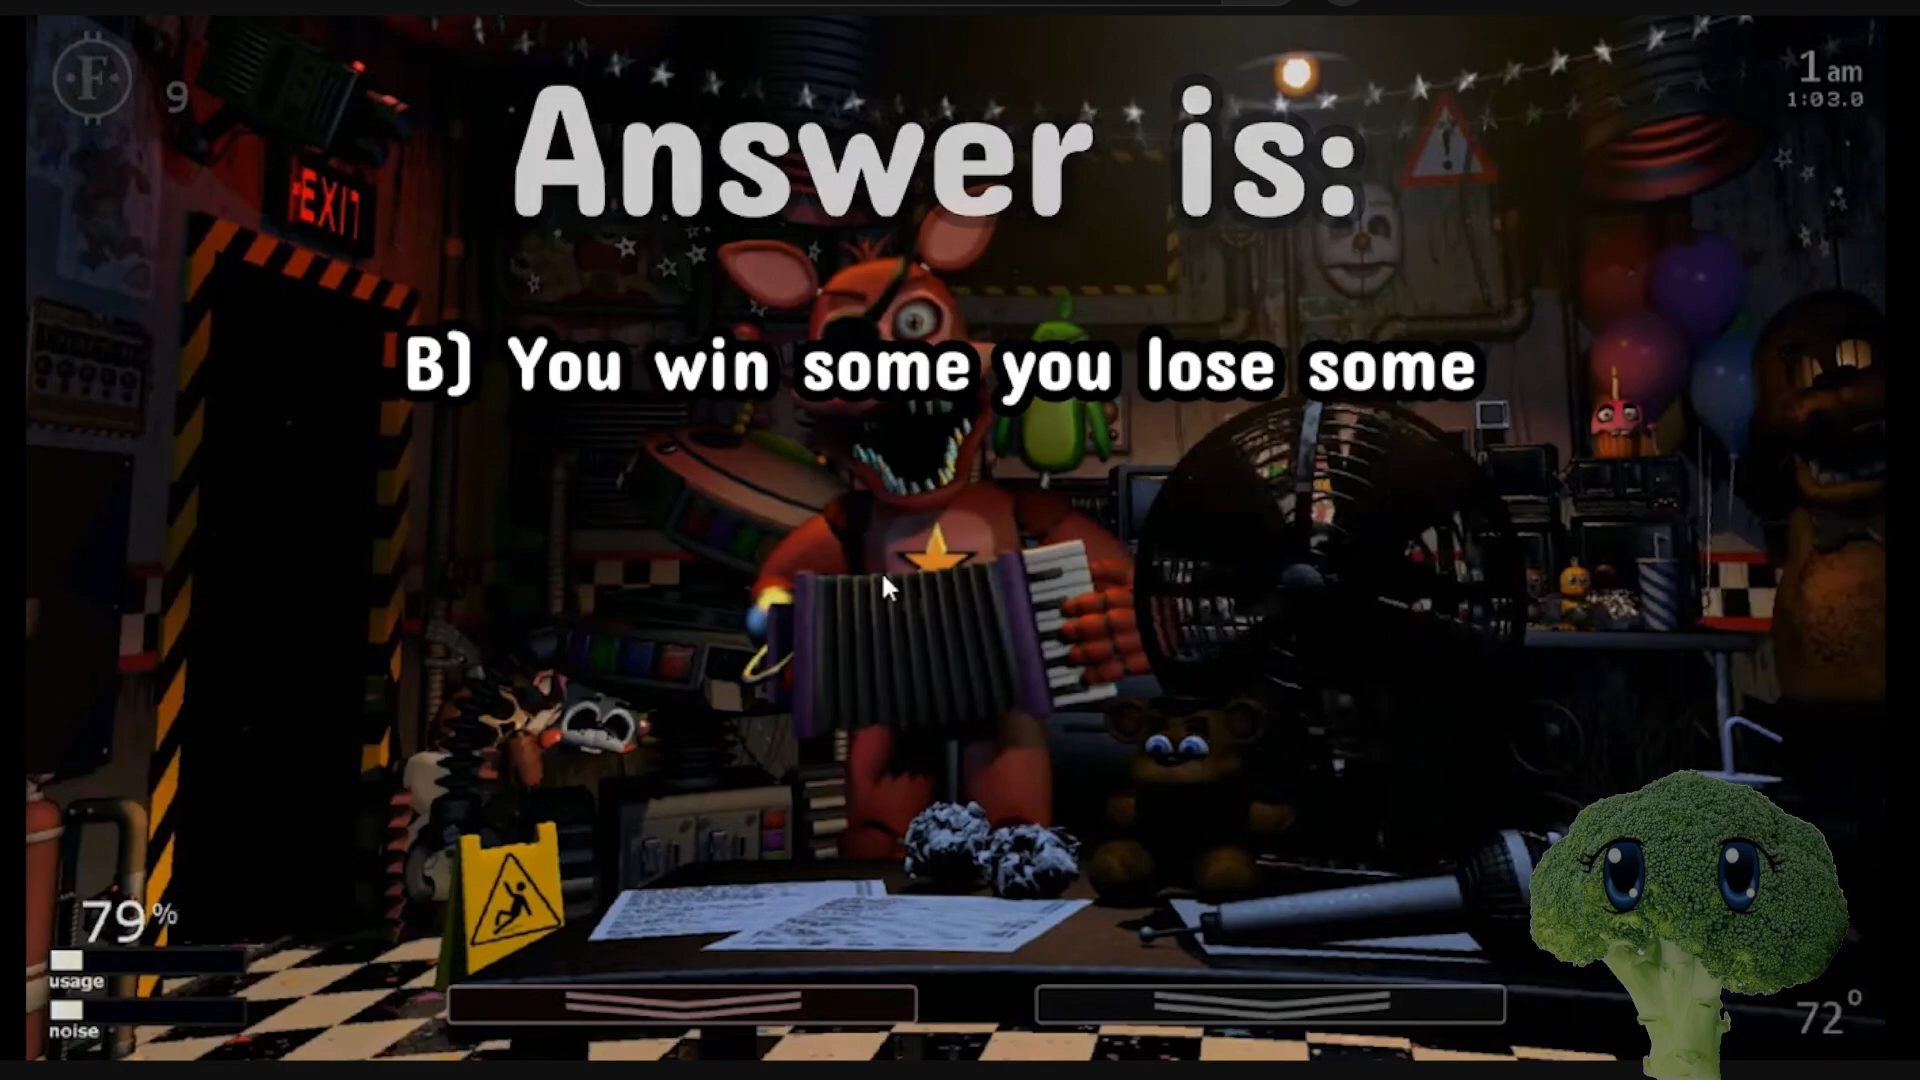 F
9
1 am
1:03.0
Answer is:
EXIT
B) You win some you lose some
79%
usage
noise
72°